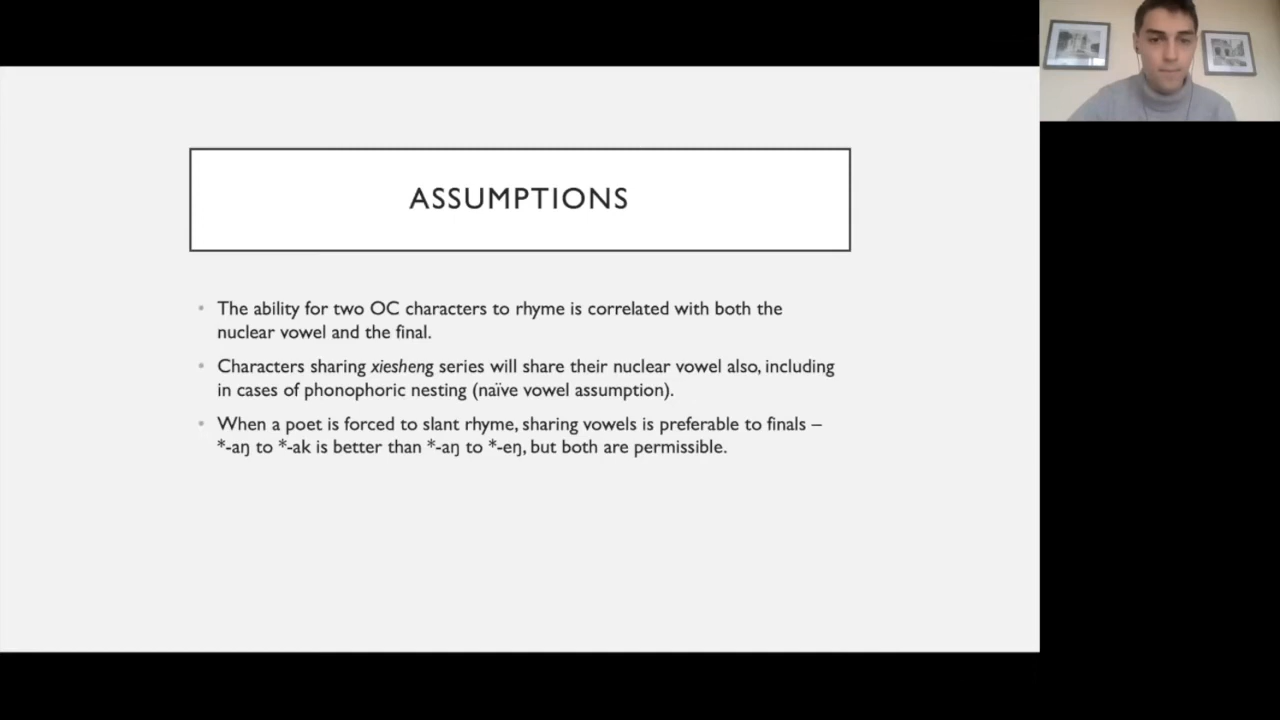 ASSUMPTIONS
• The ability for two OC characters to rhyme is correlated with both the
nuclear vowel and the final.
• Characters sharing xiesheng series will share their nuclear vowel also, including
in cases of phonophoric nesting (naïve vowel assumption).
• When a poet is forced to slant rhyme, sharing vowels is preferable to finals –
*-aŋ to *-ak is better than *-aŋ to *-eŋ, but both are permissible.